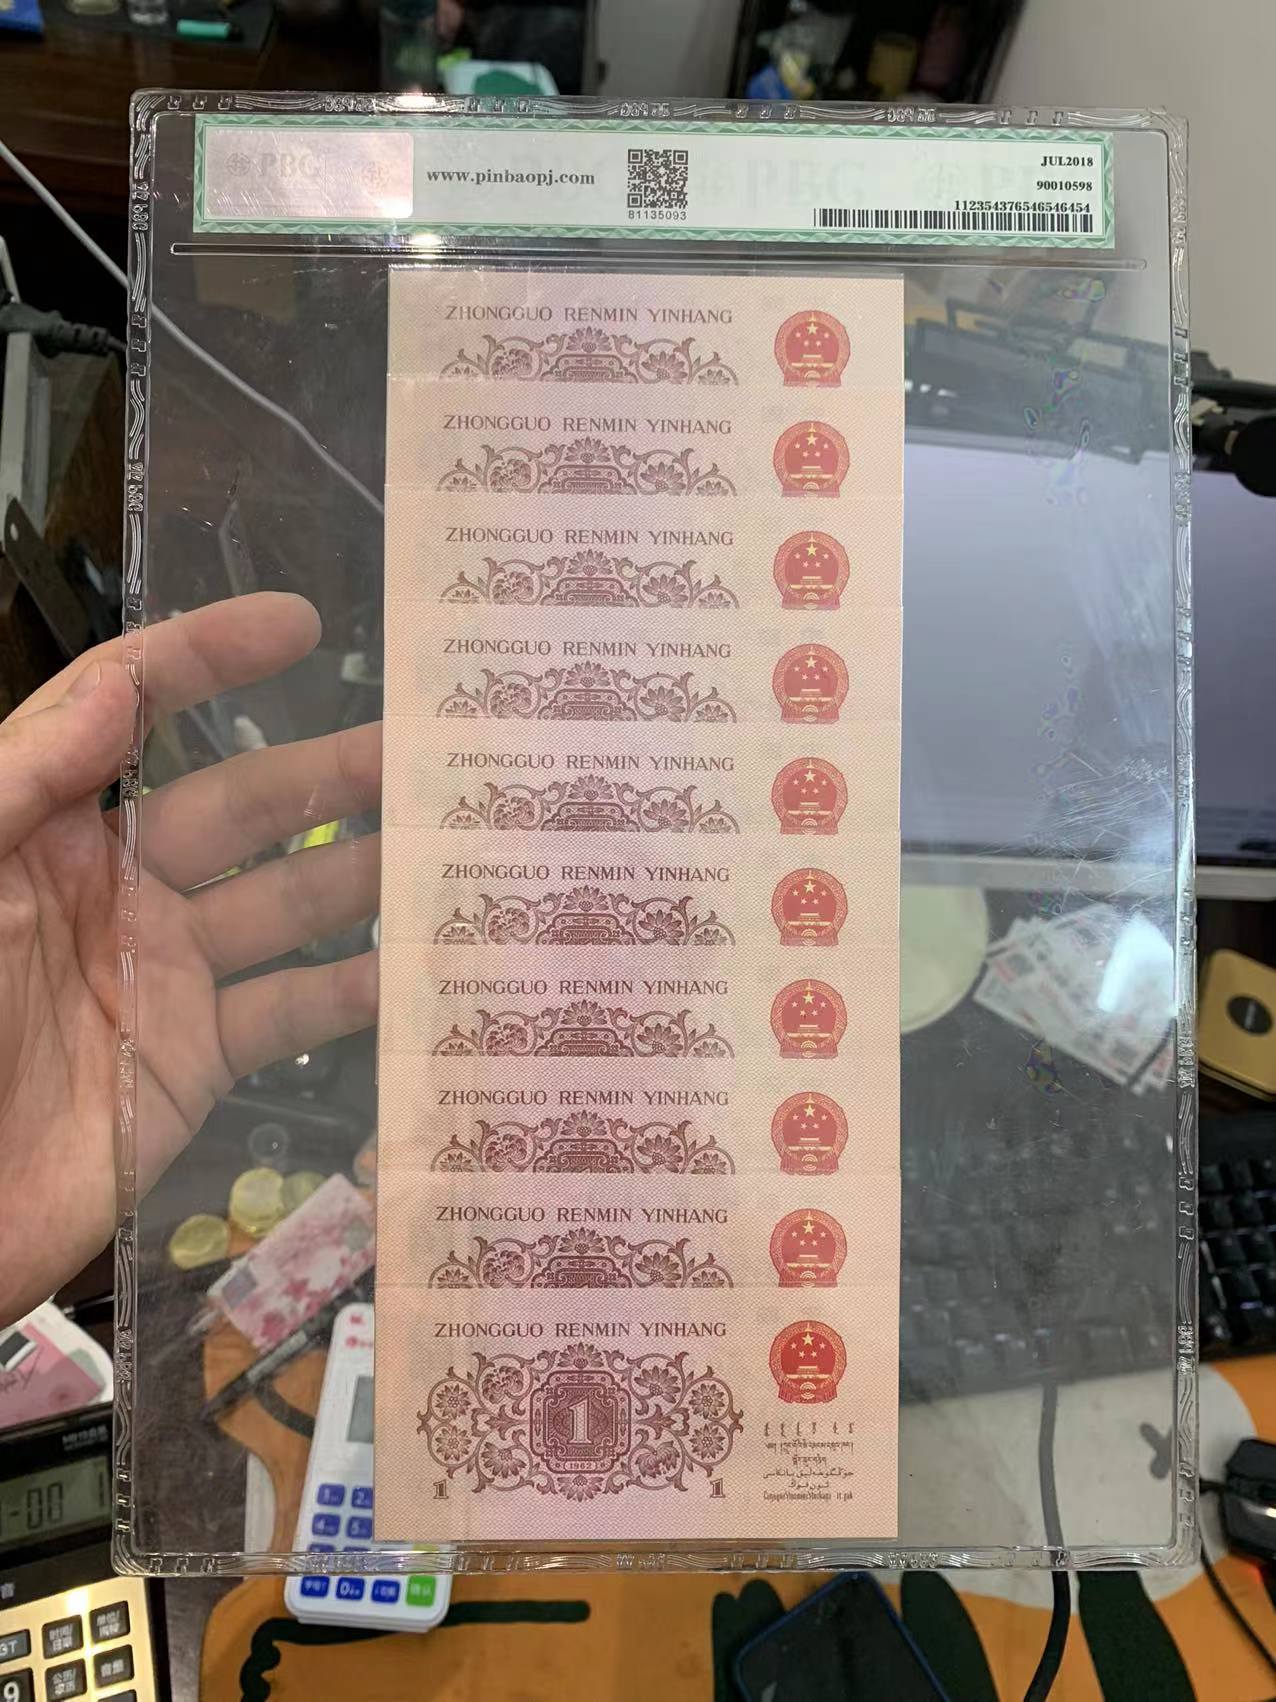 PBG
www.pinbaopj.com
81135093
JUL2018
90010598
112354376546546454
ZHONGGUO RENMIN YINHANG
ZHONGGUO RENMIN YINHANG
ZHONGGUO RENMIN YINHANG
ZHONGGUO RENMIN YINHANG
ZHONGGUO RENMIN YINHANG
ZHONGGUO RENMIN YINHANG
ZHONGGUO RENMIN YINHANG
ZHONGGUO RENMIN YINHANG
ZHONGGUO RENMIN YINHANG
ZHONGGUO RENMIN YINHANG
1
(1962)
1 1